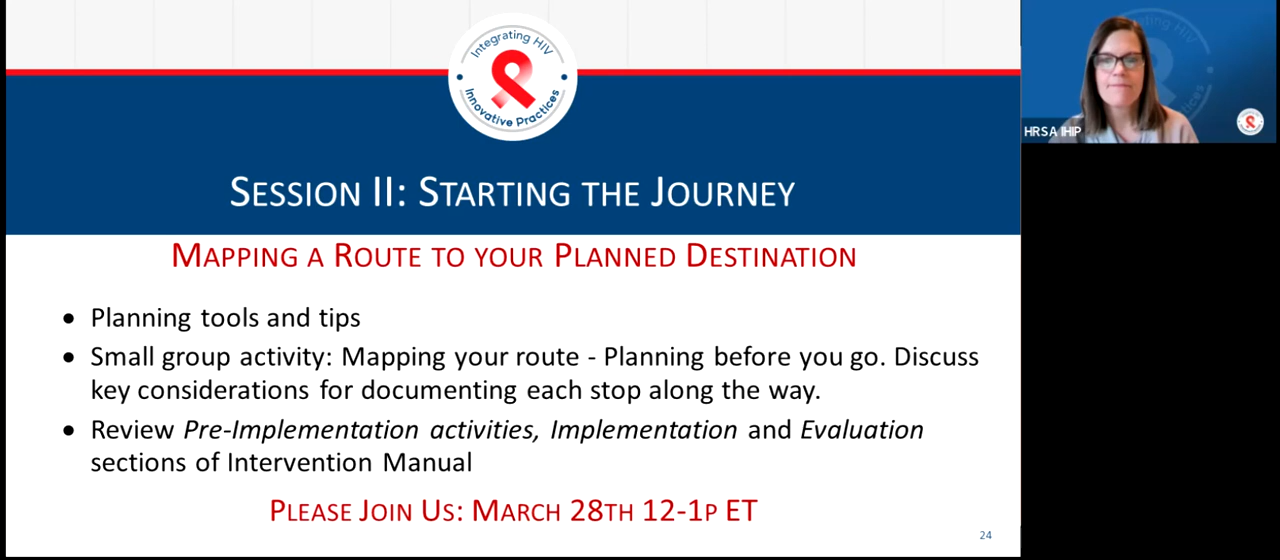 Integrating HIV
Innovative Practices
SESSION II: STARTING THE JOURNEY
MAPPING A ROUTE TO YOUR PLANNED DESTINATION
• Planning tools and tips
• Small group activity: Mapping your route - Planning before you go. Discuss
key considerations for documenting each stop along the way.
• Review Pre-Implementation activities, Implementation and Evaluation
sections of Intervention Manual
PLEASE JOIN US: MARCH 28TH 12-1P ET
24
HRSA IHIP